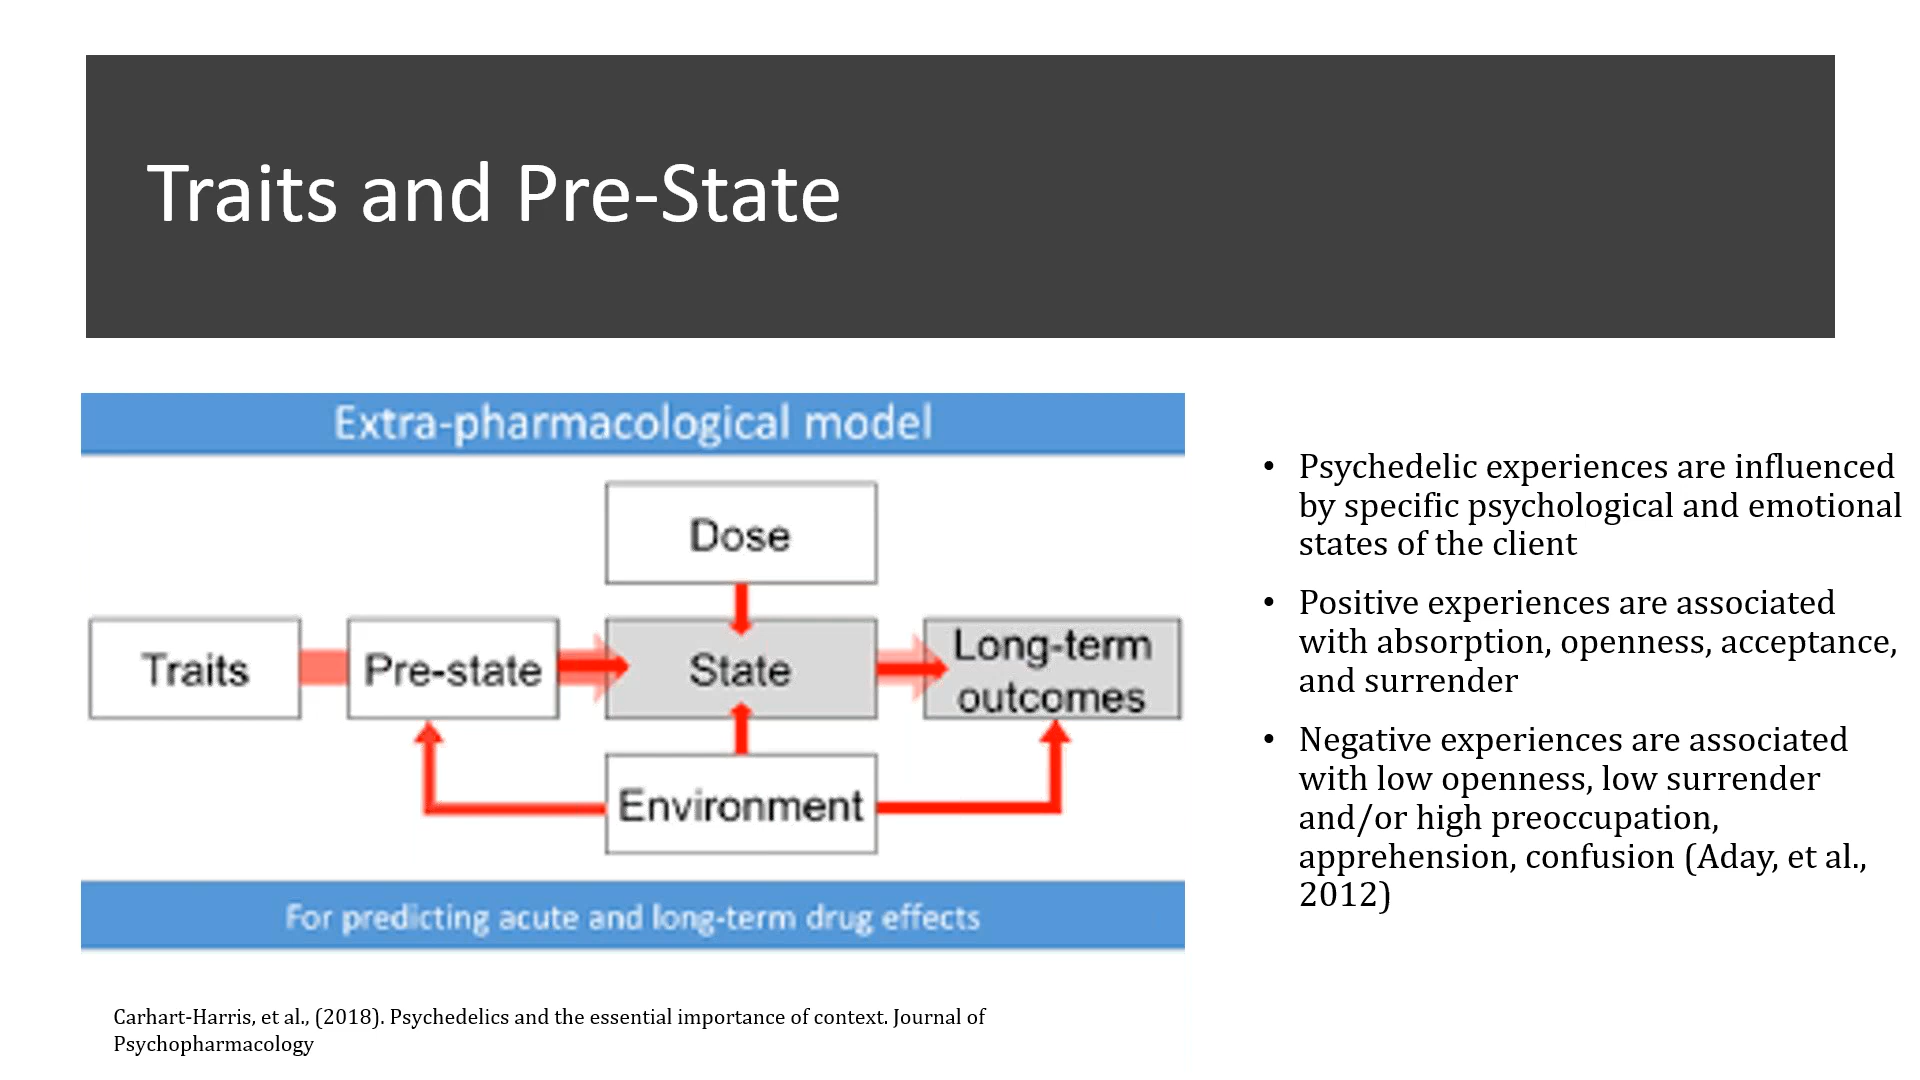 Traits and Pre-State
Extra-pharmacological model
Dose
Traits
Pre-state
State
Long-term
outcomes
Environment
For predicting acute and long-term drug effects
Carhart-Harris, et al., (2018). Psychedelics and the essential importance of context. Journal of
Psychopharmacology
• Psychedelic experiences are influenced
by specific psychological and emotional
states of the client
• Positive experiences are associated
with absorption, openness, acceptance,
and surrender
• Negative experiences are associated
with low openness, low surrender
and/or high preoccupation,
apprehension, confusion (Aday, et al.,
2012)